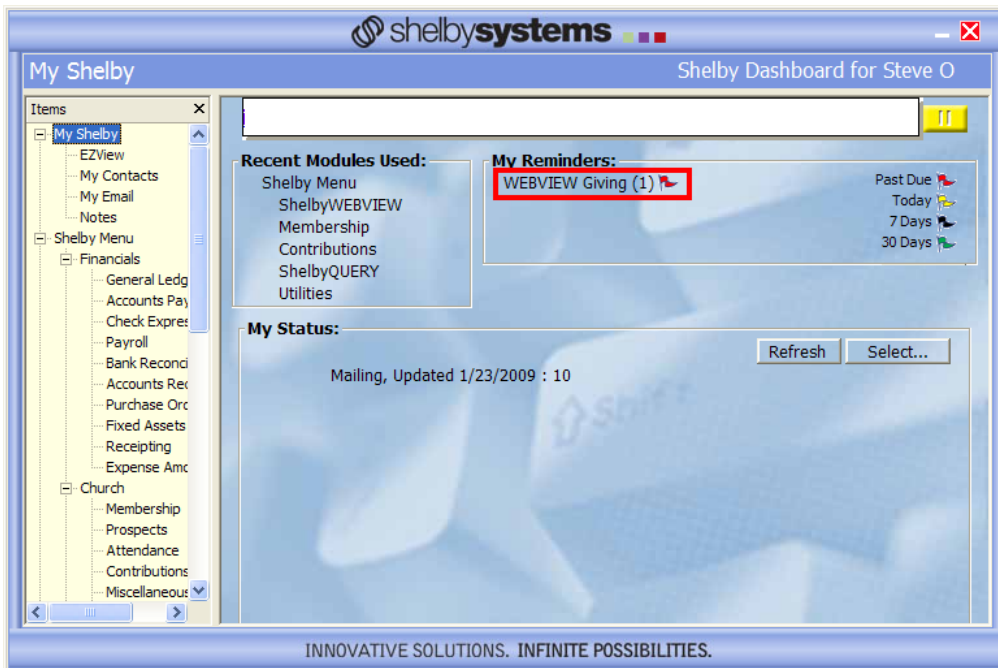 shelbysystems
My Shelby
Shelby Dashboard for Steve O
Items
My Shelby
EZView
My Contacts
My Email
Notes
Shelby Menu
Financials
General Ledg
Accounts Pay
Check Expres
Payroll
Bank Reconci
Accounts Rec
Purchase Orc
Fixed Assets
Receipting
Expense Amc
Church
Membership
Prospects
Attendance
Contributions
Miscellaneous
Recent Modules Used:
Shelby Menu
ShelbyWEBVIEW
Membership
Contributions
ShelbyQUERY
Utilities
My Reminders:
WEBVIEW Giving (1)
Past Due
Today
7 Days
30 Days
My Status:
Refresh
Select...
Mailing, Updated 1/23/2009 : 10
Shift
INNOVATIVE SOLUTIONS. INFINITE POSSIBILITIES.